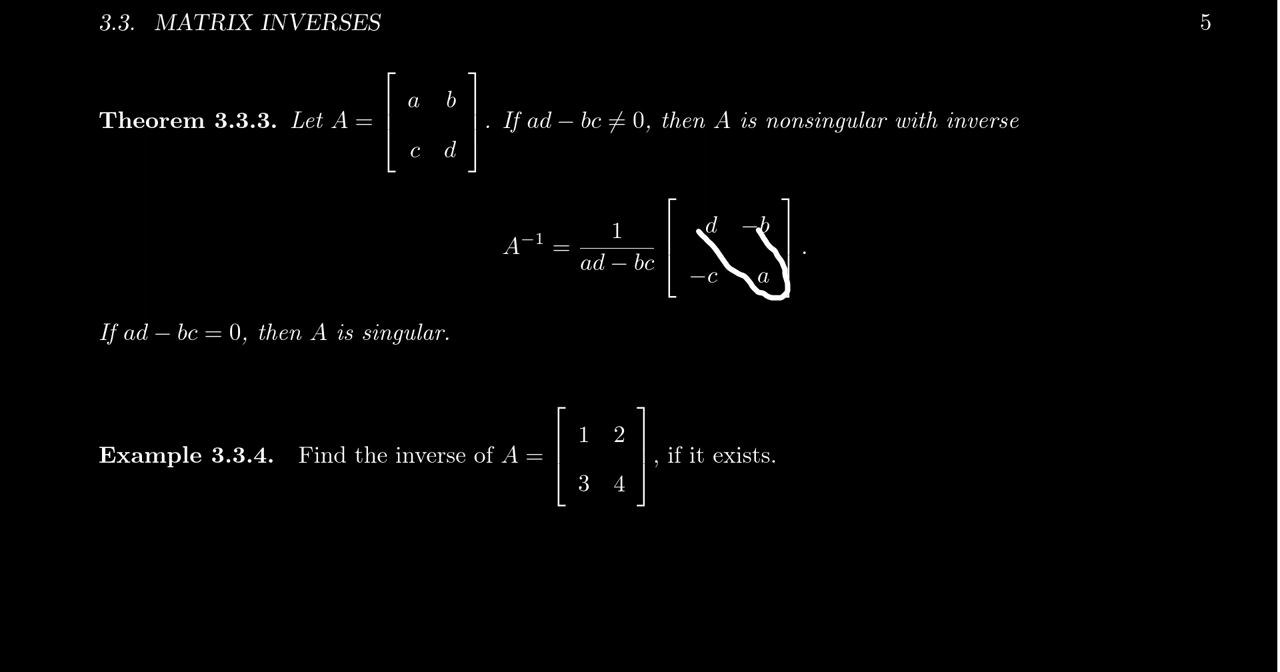 3.3. MATRIX INVERSES 5
Theorem 3.3.3. Let A = [ a b ; c d ]. If ad − bc ≠ 0, then A is nonsingular with inverse
A⁻¹ = 1/(ad − bc) [ d −b ; −c a ].
If ad − bc = 0, then A is singular.
Example 3.3.4. Find the inverse of A = [ 1 2 ; 3 4 ], if it exists.